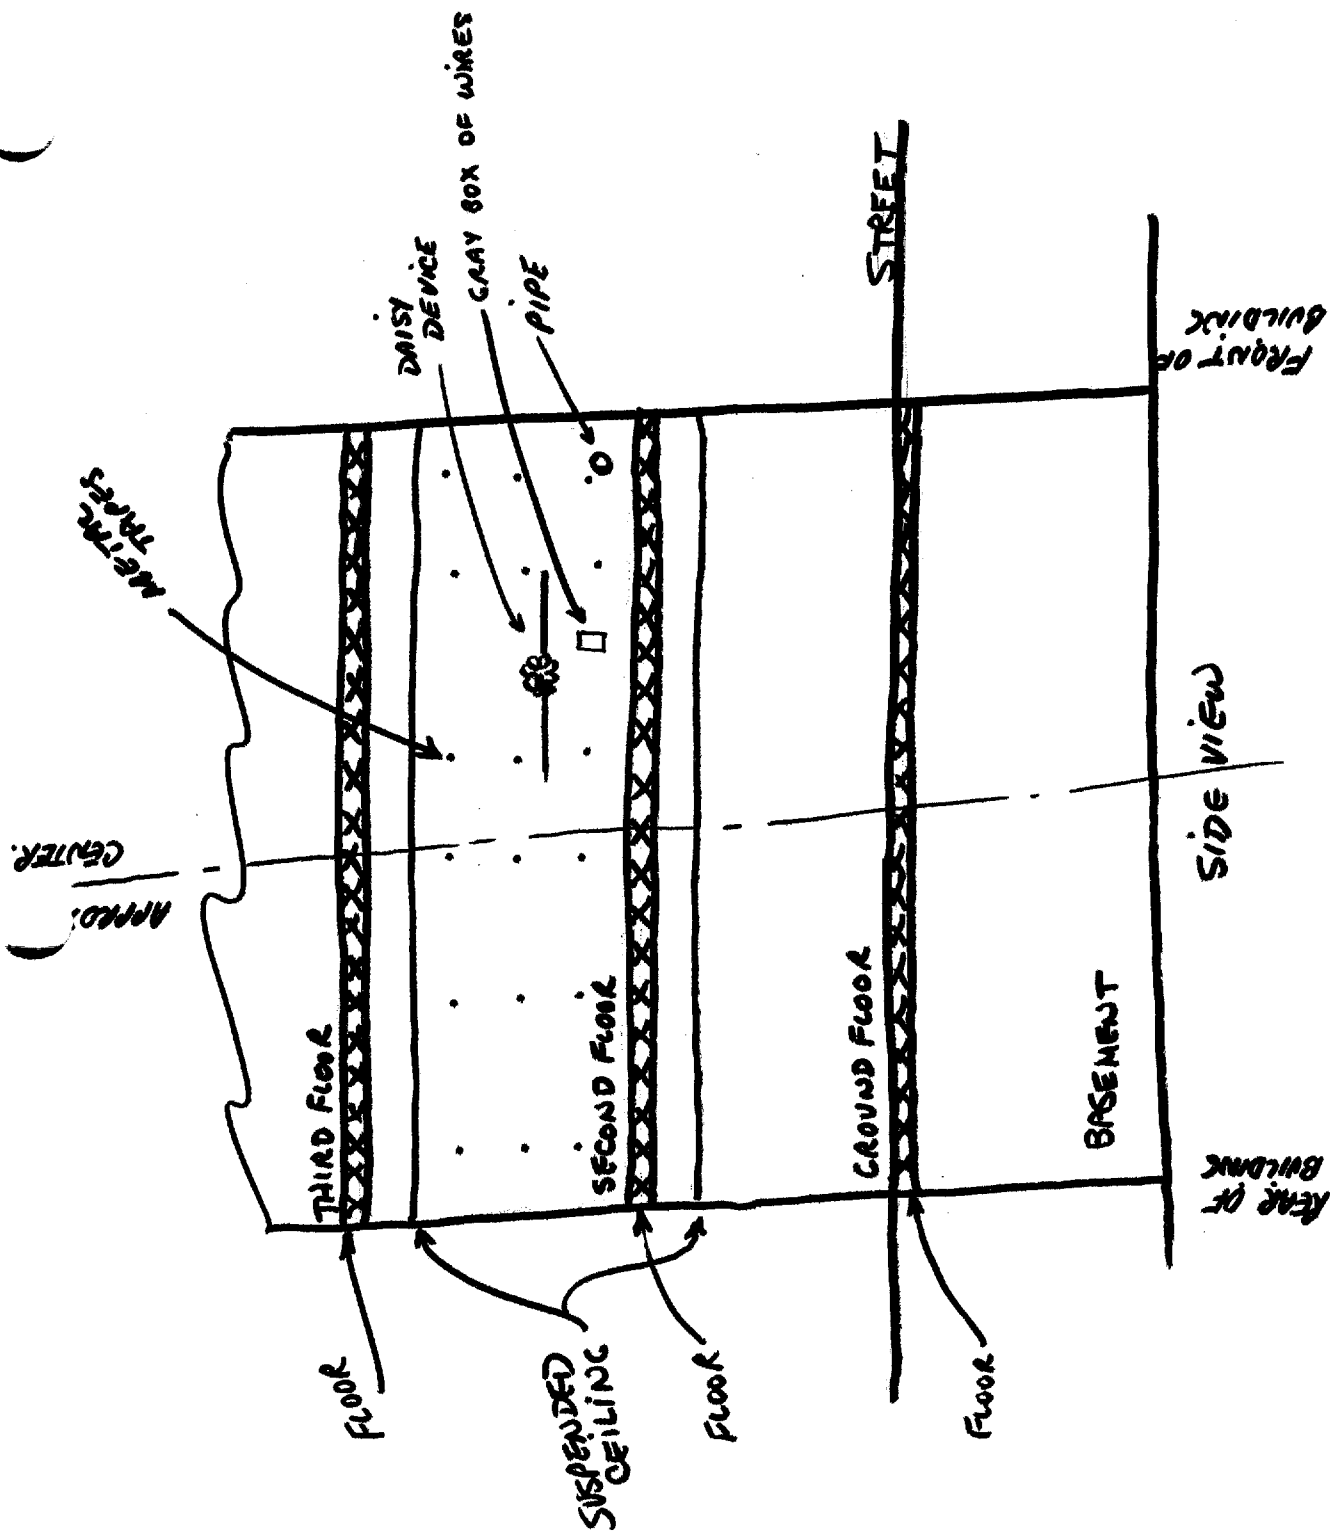 APPRO.
CENTER.
METAL
TAPES
DAISY
DEVICE
GRAY BOX OF WIRES
PIPE
THIRD FLOOR
FLOOR
SUSPENDED
CEILING
SECOND FLOOR
FLOOR
STREET
GROUND FLOOR
FLOOR
BASEMENT
REAR OF
BUILDING
FRONT OF
BUILDING
SIDE VIEW